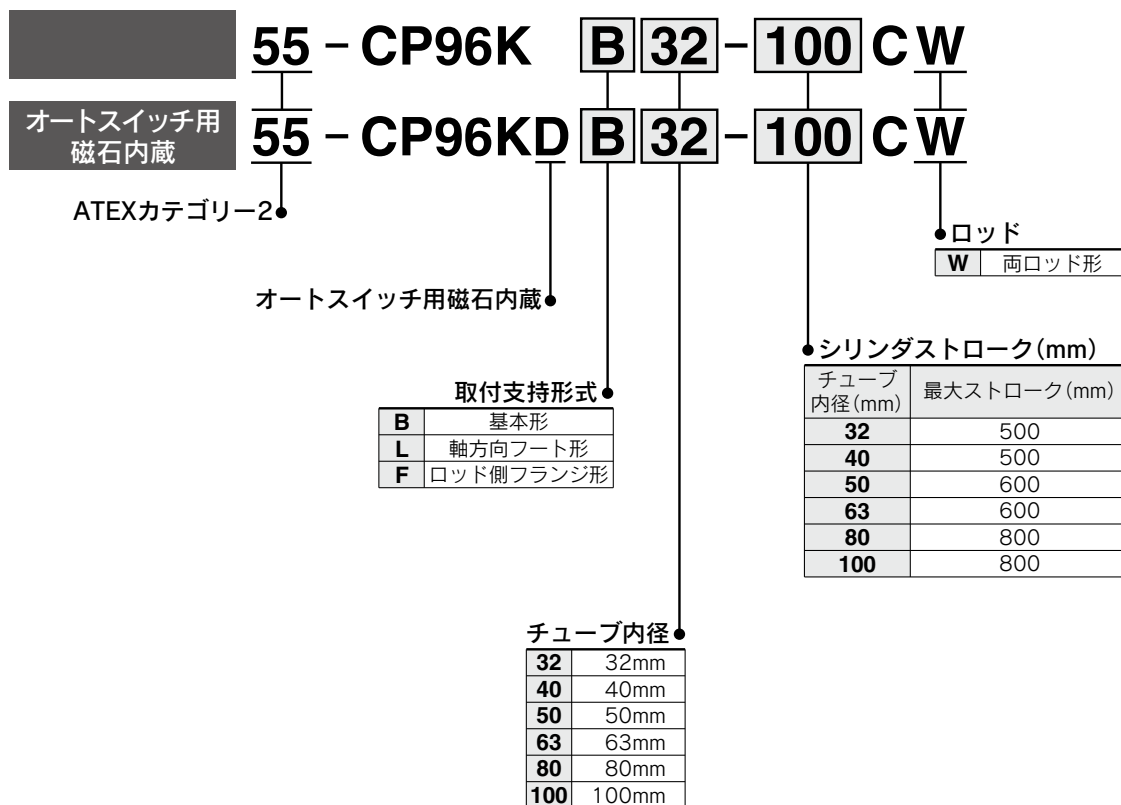 55 - CP96K B 32 - 100 C W
オートスイッチ用
磁石内蔵
55 - CP96KD B 32 - 100 C W
ATEXカテゴリー2
ロッド
W 両ロッド形
オートスイッチ用磁石内蔵
シリンダストローク(mm)
チューブ
内径(mm)
最大ストローク(mm)
32 500
40 500
50 600
63 600
80 800
100 800
取付支持形式
B 基本形
L 軸方向フート形
F ロッド側フランジ形
チューブ内径
32 32mm
40 40mm
50 50mm
63 63mm
80 80mm
100 100mm